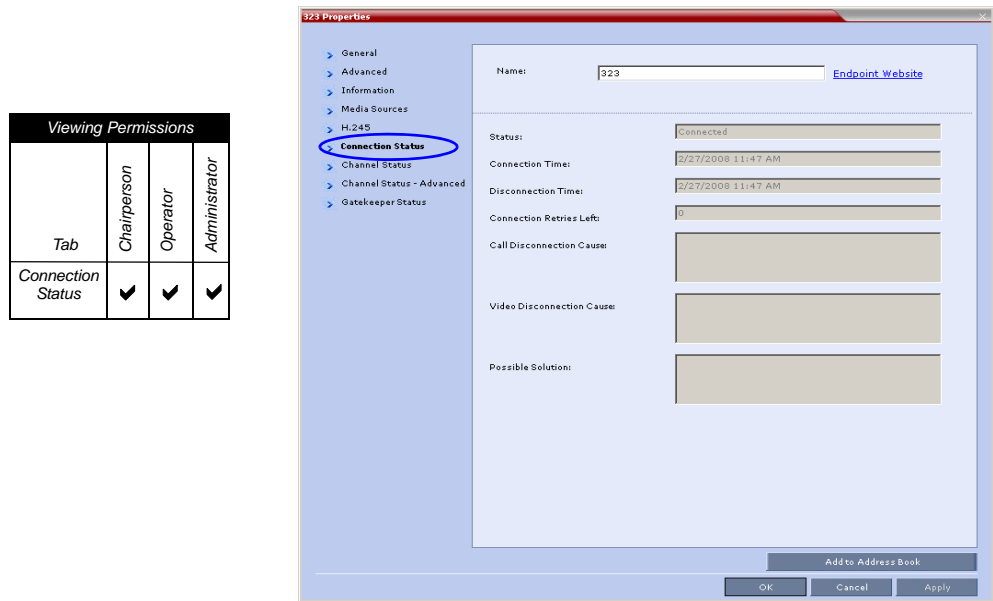 Viewing Permissions
Tab
Chairperson
Operator
Administrator
Connection
Status
323 Properties
General
Advanced
Information
Media Sources
H.245
Connection Status
Channel Status
Channel Status - Advanced
Gatekeeper Status
Name: 323 Endpoint Website
Status: Connected
Connection Time: 2/27/2008 11:47 AM
Disconnection Time: 2/27/2008 11:47 AM
Connection Retries Left: 0
Call Disconnection Cause:
Video Disconnection Cause:
Possible Solution:
Add to Address Book
OK Cancel Apply